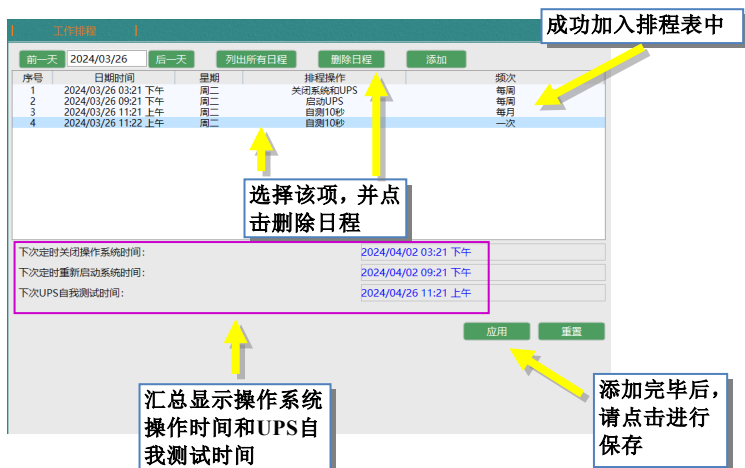 工作排程
成功加入排程表中
前一天 2024/03/26 后一天 列出所有日程 删除日程 添加
序号 日期时间 星期 排程操作 频次
1 2024/03/26 03:21 下午 周二 关闭系统和UPS 每周
2 2024/03/26 09:21 下午 周二 启动UPS 每周
3 2024/03/26 11:21 上午 周二 自测10秒 每月
4 2024/03/26 11:22 上午 周二 自测10秒 一次
选择该项，并点
击删除日程
下次定时关闭操作系统时间： 2024/04/02 03:21 下午
下次定时重新启动系统时间： 2024/04/02 09:21 下午
下次UPS自我测试时间： 2024/04/26 11:21 上午
应用 重置
汇总显示操作系统
操作时间和UPS自
我测试时间
添加完毕后，
请点击进行
保存